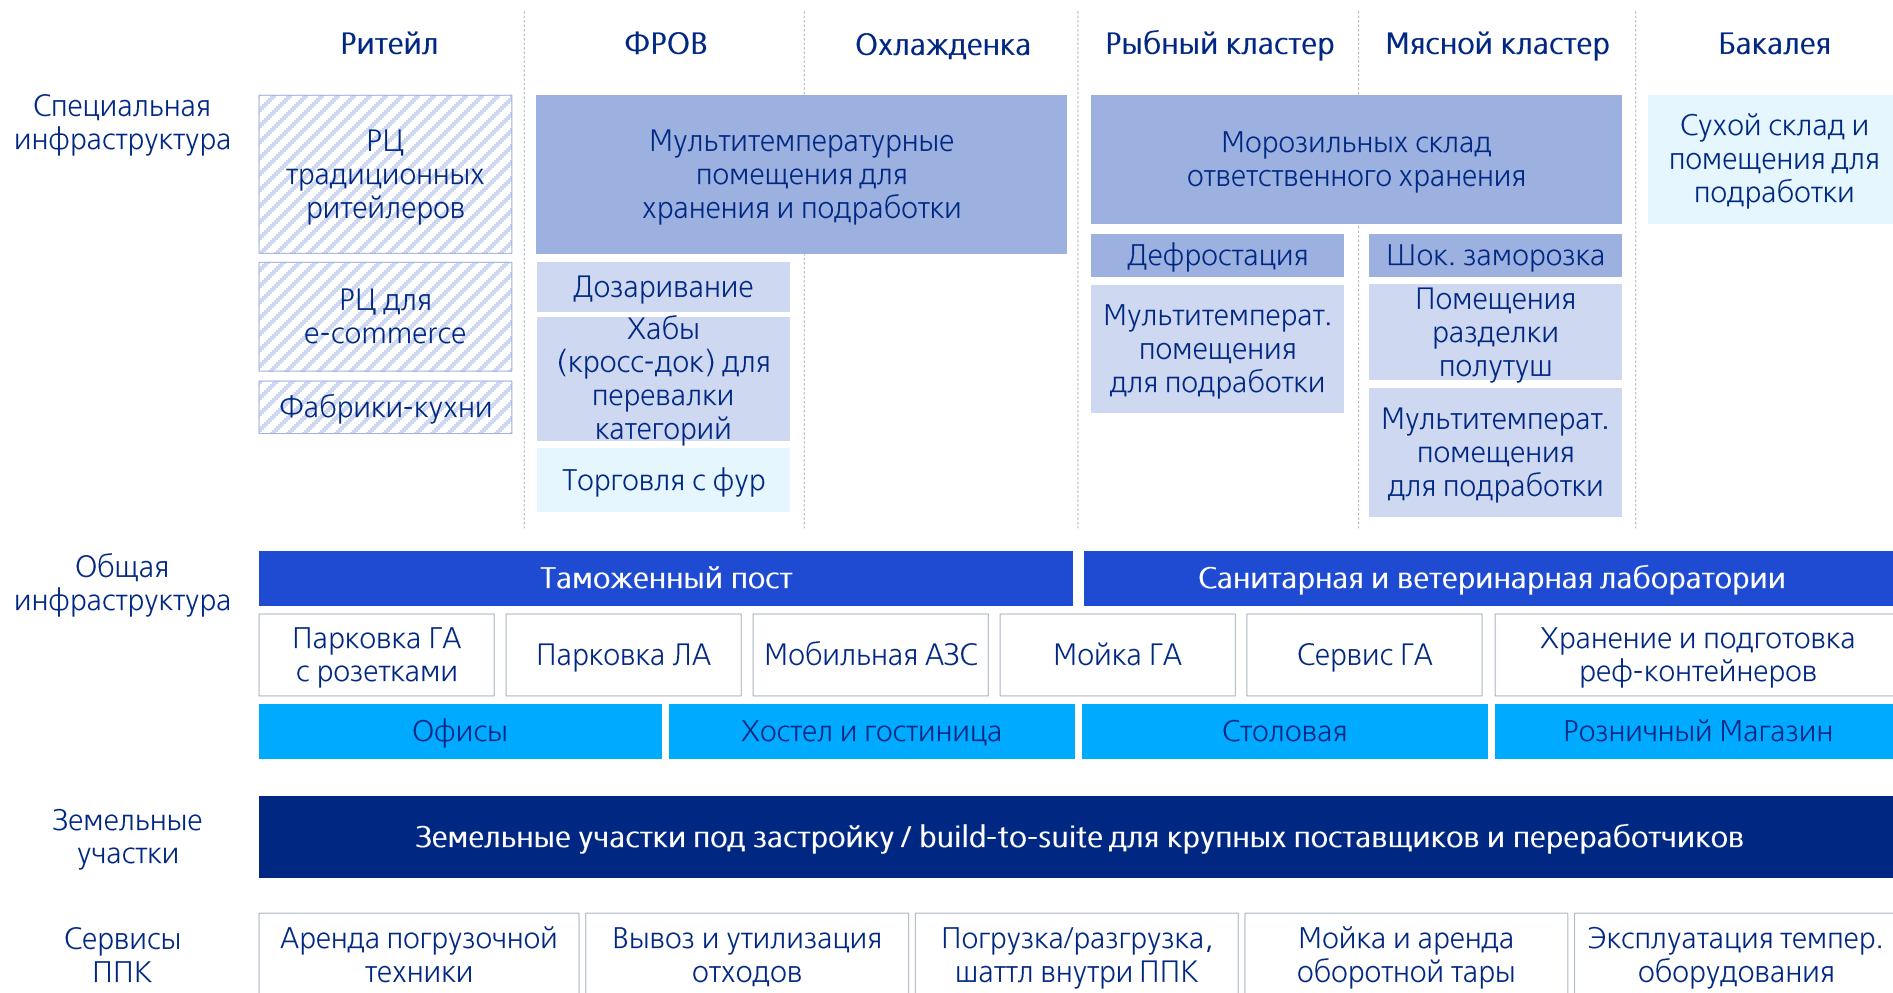 Ритейл
ФРОВ
Охлажденка
Рыбный кластер
Мясной кластер
Бакалея
Специальная
инфраструктура
РЦ
традиционных
ритейлеров
РЦ для
e-commerce
Фабрики-кухни
Мультитемпературные
помещения для
хранения и подработки
Дозаривание
Хабы
(кросс-док) для
перевалки
категорий
Торговля с фур
Морозильных склад
ответственного хранения
Дефростация
Мультитемперат.
помещения
для подработки
Шок. заморозка
Помещения
разделки
полутуш
Мультитемперат.
помещения
для подработки
Сухой склад и
помещения для
подработки
Общая
инфраструктура
Таможенный пост
Санитарная и ветеринарная лаборатории
Парковка ГА
с розетками
Парковка ЛА
Мобильная АЗС
Мойка ГА
Сервис ГА
Хранение и подготовка
реф-контейнеров
Офисы
Хостел и гостиница
Столовая
Розничный Магазин
Земельные
участки
Земельные участки под застройку / build-to-suite для крупных поставщиков и переработчиков
Сервисы
ППК
Аренда погрузочной
техники
Вывоз и утилизация
отходов
Погрузка/разгрузка,
шаттл внутри ППК
Мойка и аренда
оборотной тары
Эксплуатация темпер.
оборудования